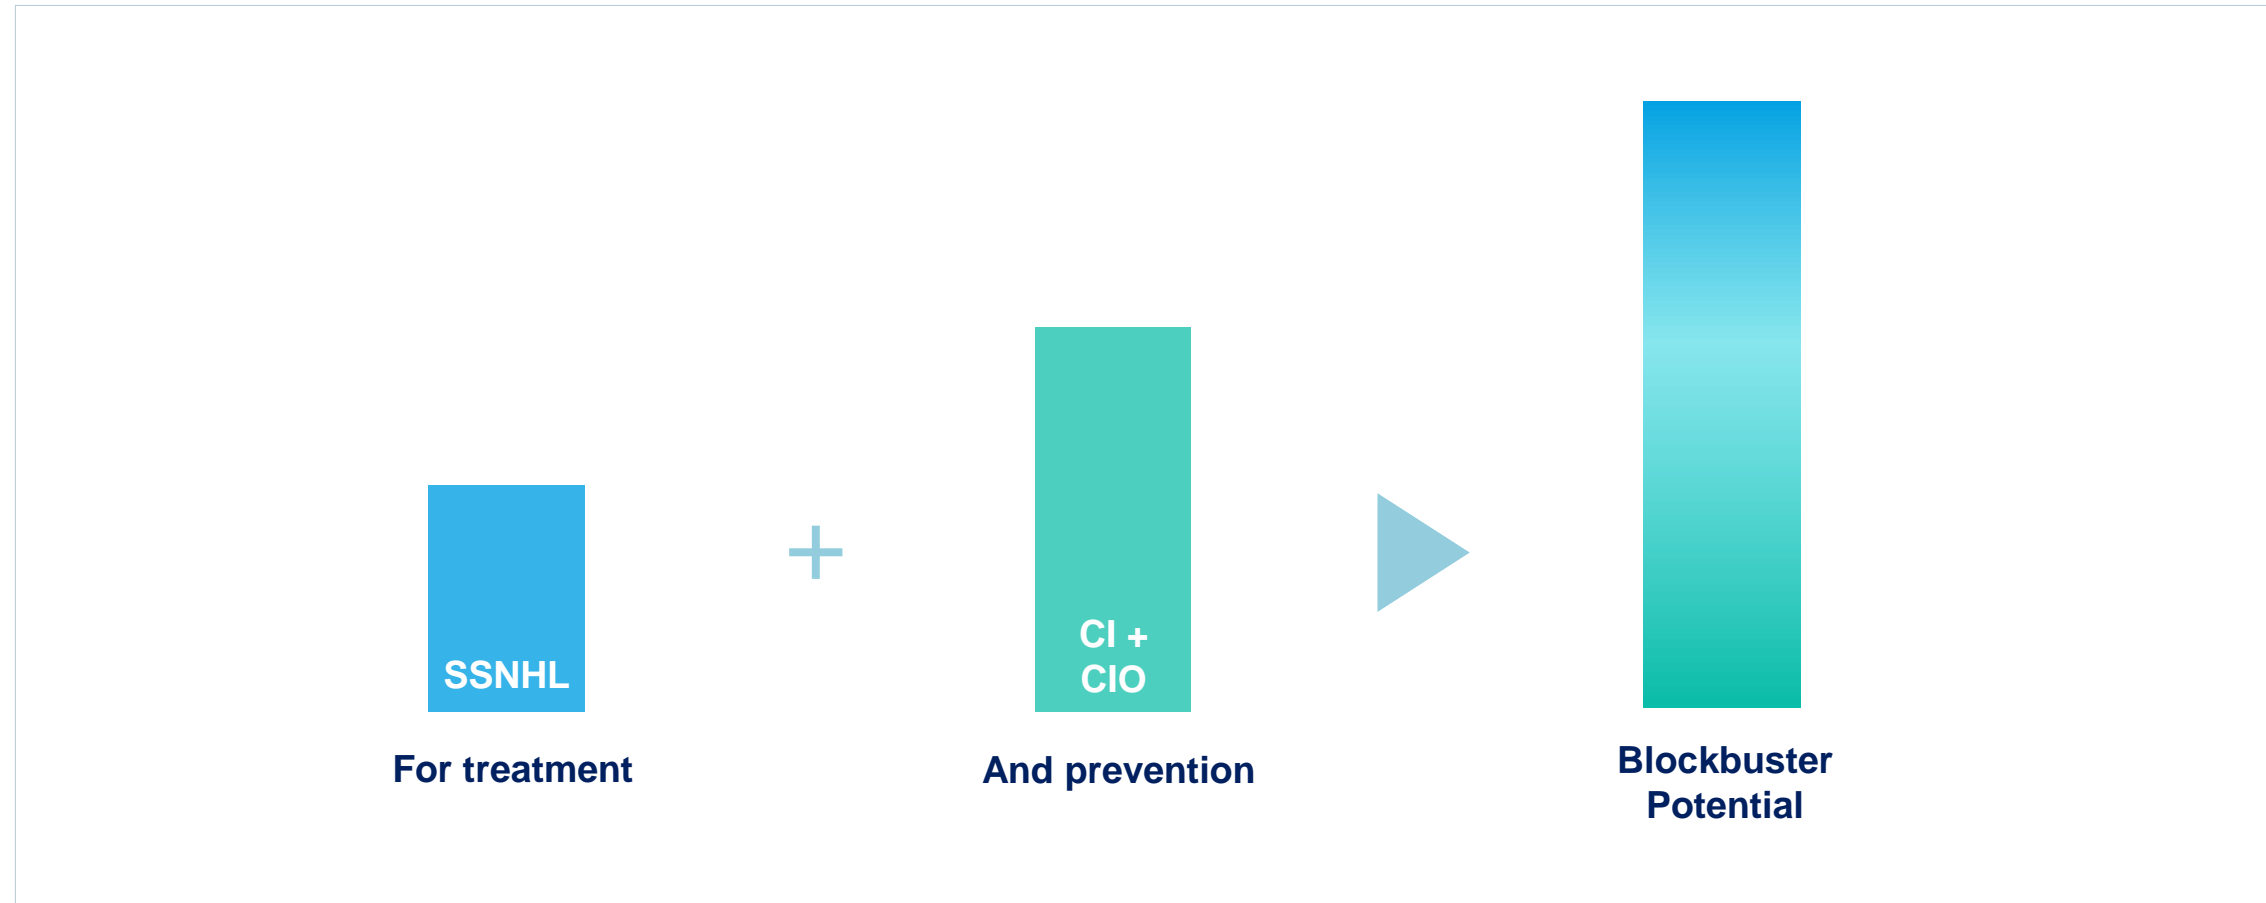 SSNHL
For treatment
+
CI +
CIO
And prevention
Blockbuster
Potential